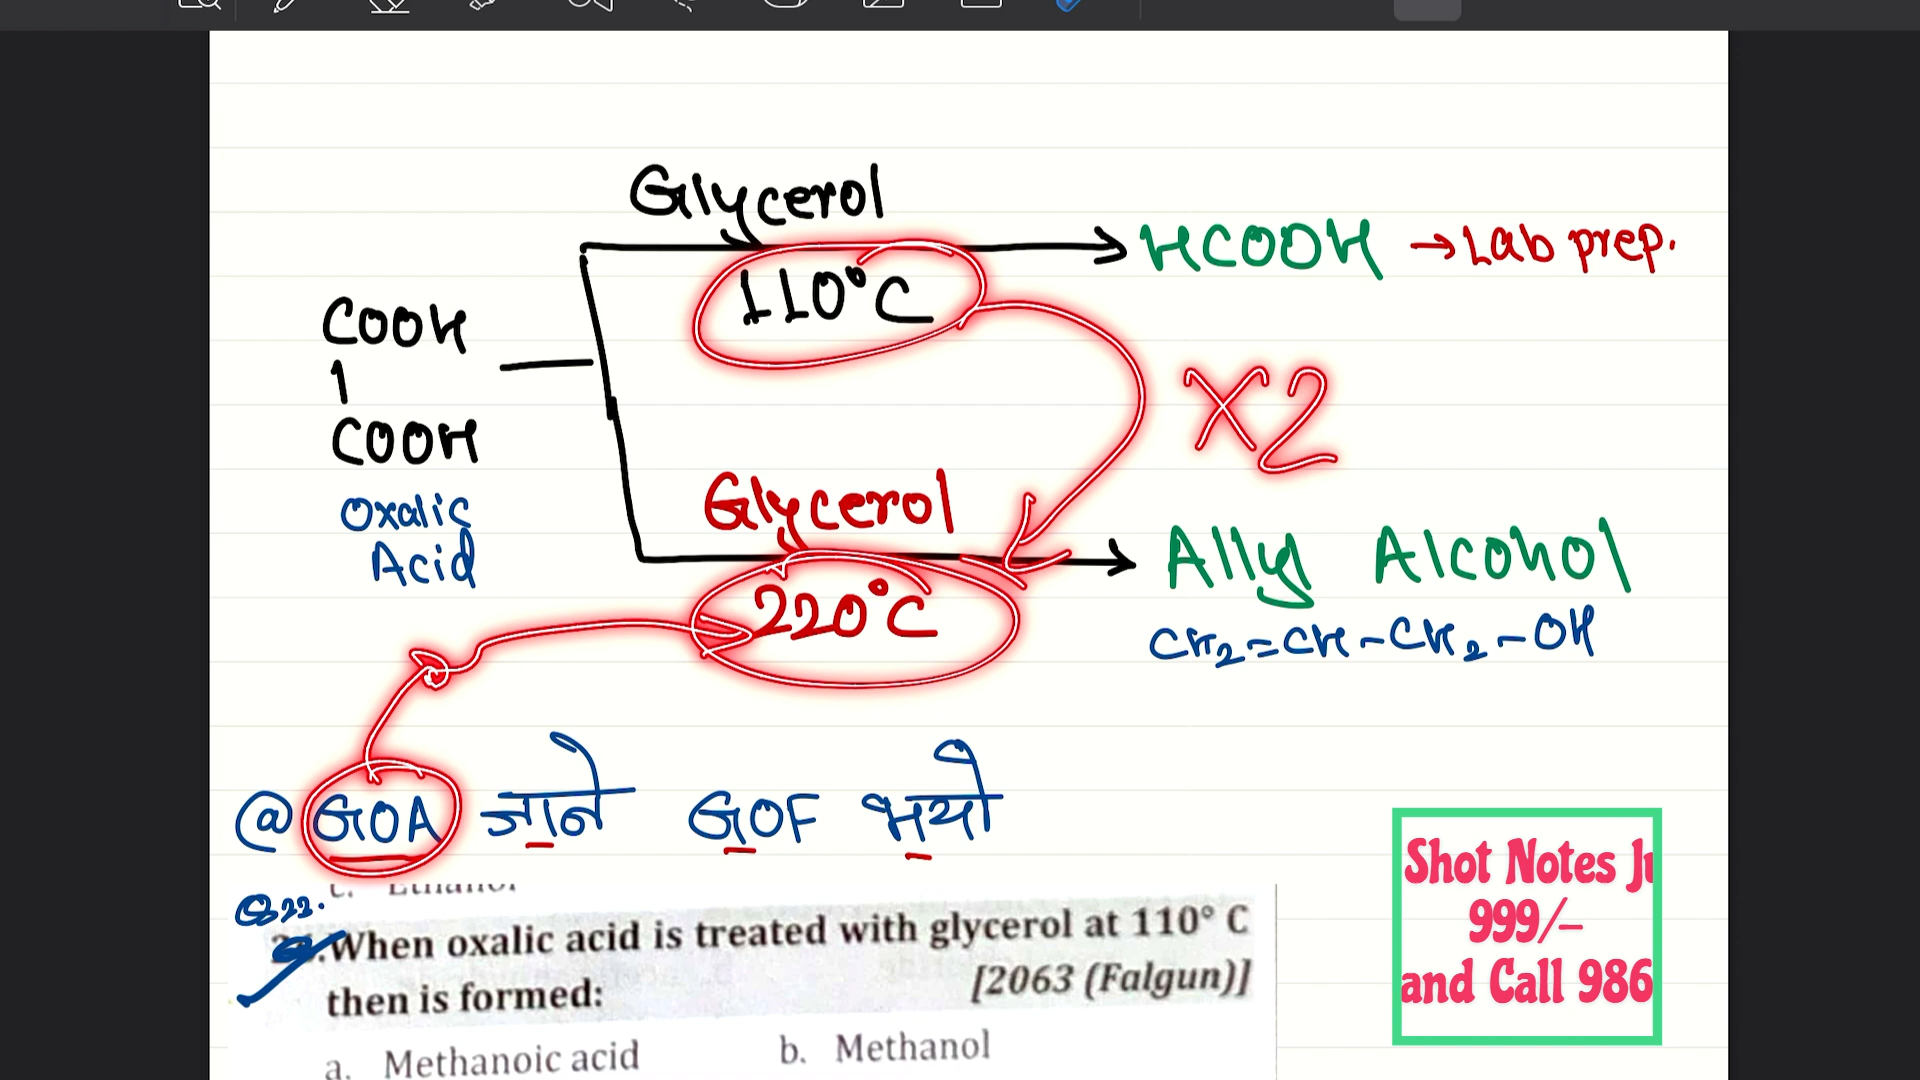 Glycerol
110°C
HCOOH → Lab prep.
COOH
|
COOH
Oxalic
Acid
X2
Glycerol
220°C
Ally Alcohol
CH2=CH-CH2-OH
@ GOA जाने GOF भयो
Q22.
c. Ethanol
When oxalic acid is treated with glycerol at 110° C
then is formed: [2063 (Falgun)]
a. Methanoic acid b. Methanol
Shot Notes
999/-
and Call 986